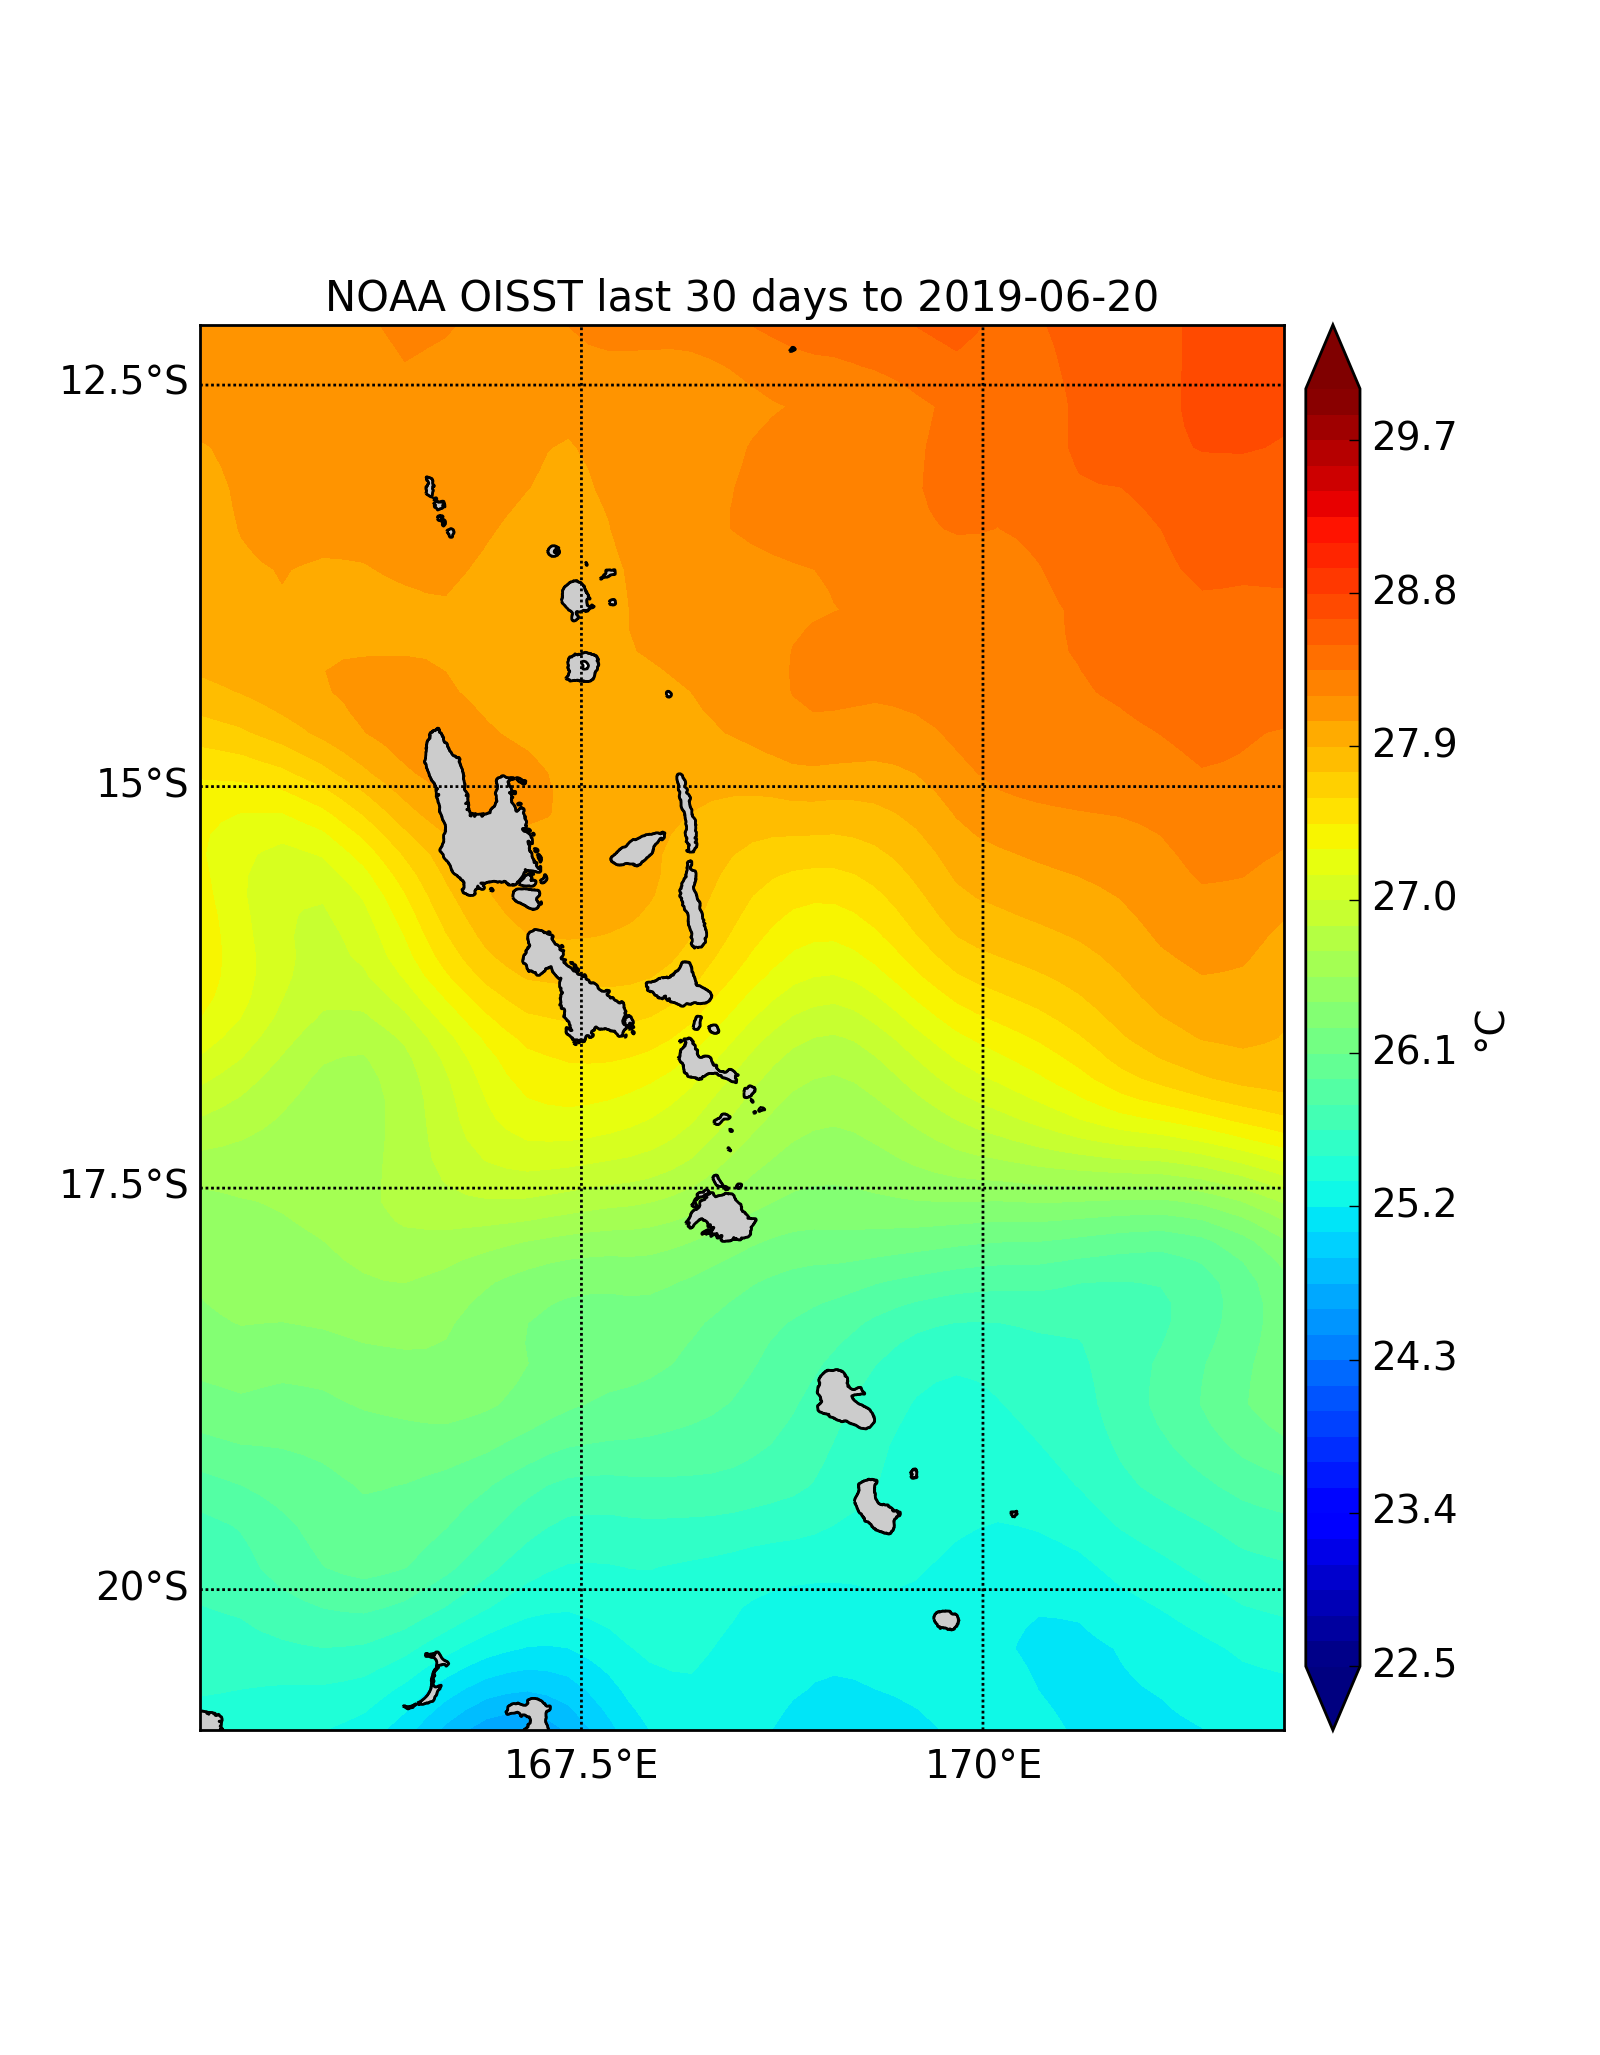 NOAA OISST last 30 days to 2019-06-20
12.5°S
15°S
17.5°S
20°S
167.5°E
170°E
29.7
28.8
27.9
27.0
26.1
25.2
24.3
23.4
22.5
°C